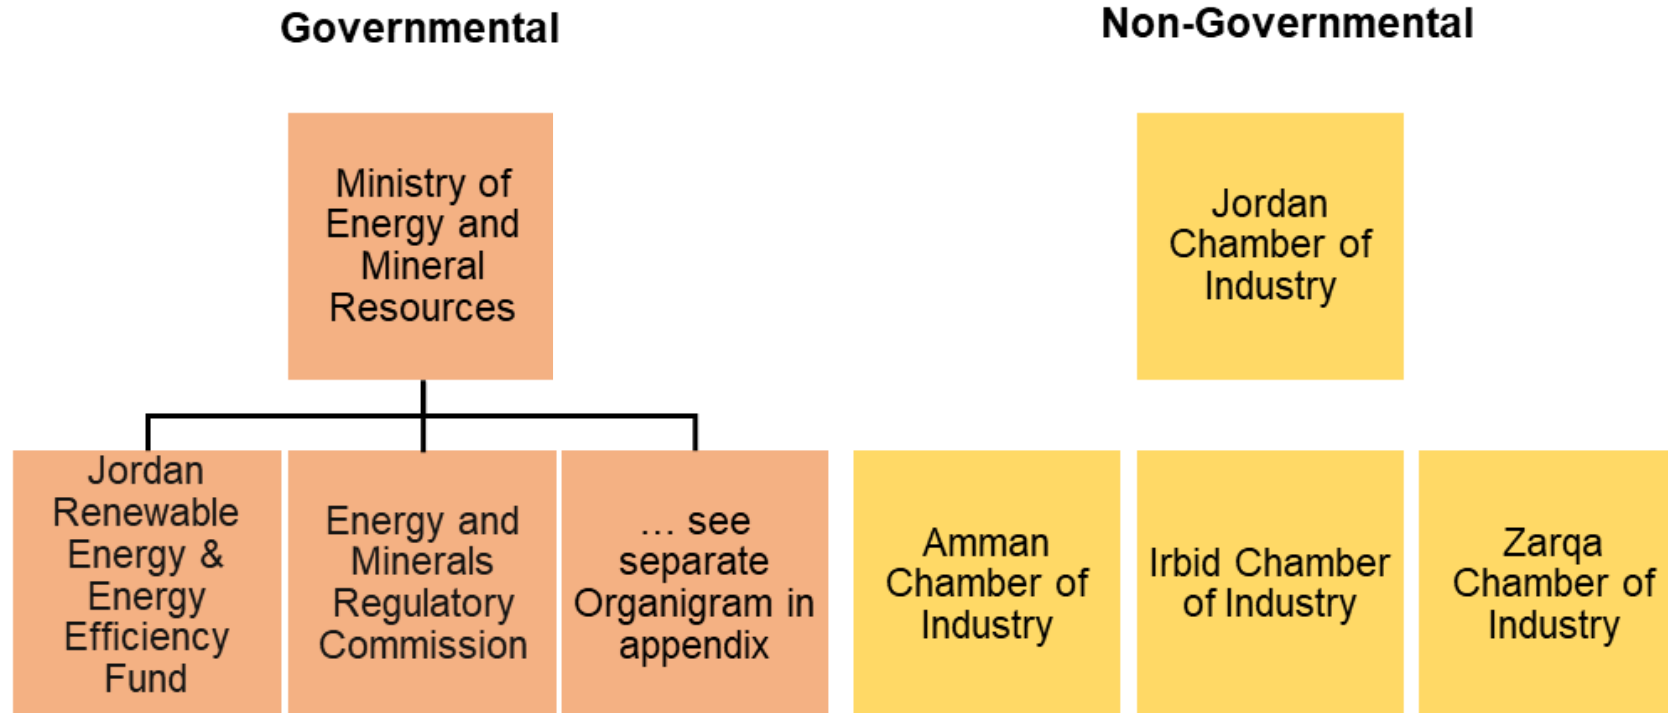 Governmental
Non-Governmental
Ministry of
Energy and
Mineral
Resources
Jordan
Chamber of
Industry
Jordan
Renewable
Energy &
Energy
Efficiency
Fund
Energy and
Minerals
Regulatory
Commission
... see
separate
Organigram in
appendix
Amman
Chamber of
Industry
Irbid Chamber
of Industry
Zarqa
Chamber of
Industry